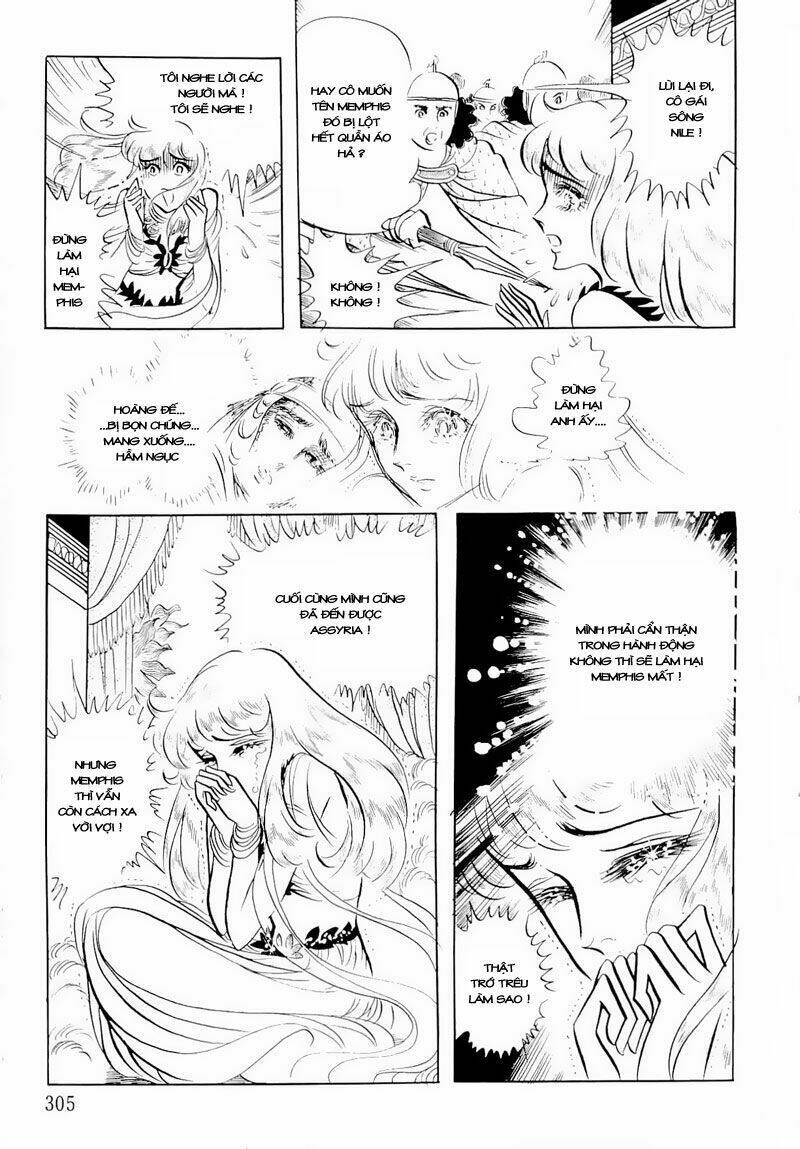 LÙI LẠI ĐI,
CÔ GÁI
SÔNG
NILE !
HAY CÔ MUỐN
TÊN MEMPHIS
ĐÓ BỊ LỘT
HẾT QUẦN ÁO
HẢ ?
KHÔNG !
KHÔNG !
TÔI NGHE LỜI CÁC
NGƯỜI MÀ !
TÔI SẼ NGHE !
ĐỪNG
LÀM
HẠI
MEM-
PHIS
ĐỪNG
LÀM HẠI
ANH ẤY....
HOÀNG ĐẾ...
...BỊ BỌN CHÚNG...
MANG XUỐNG....
HẦM NGỤC
CUỐI CÙNG MÌNH CŨNG
ĐÃ ĐẾN ĐƯỢC
ASSYRIA !
NHƯNG
MEMPHIS
THÌ VẪN
CÒN CÁCH XA
VỜI VỢI !
MÌNH PHẢI CẨN THẬN
TRONG HÀNH ĐỘNG
KHÔNG THÌ SẼ LÀM HẠI
MEMPHIS MẤT !
THẬT
TRỚ TRÊU
LÀM SAO !
305